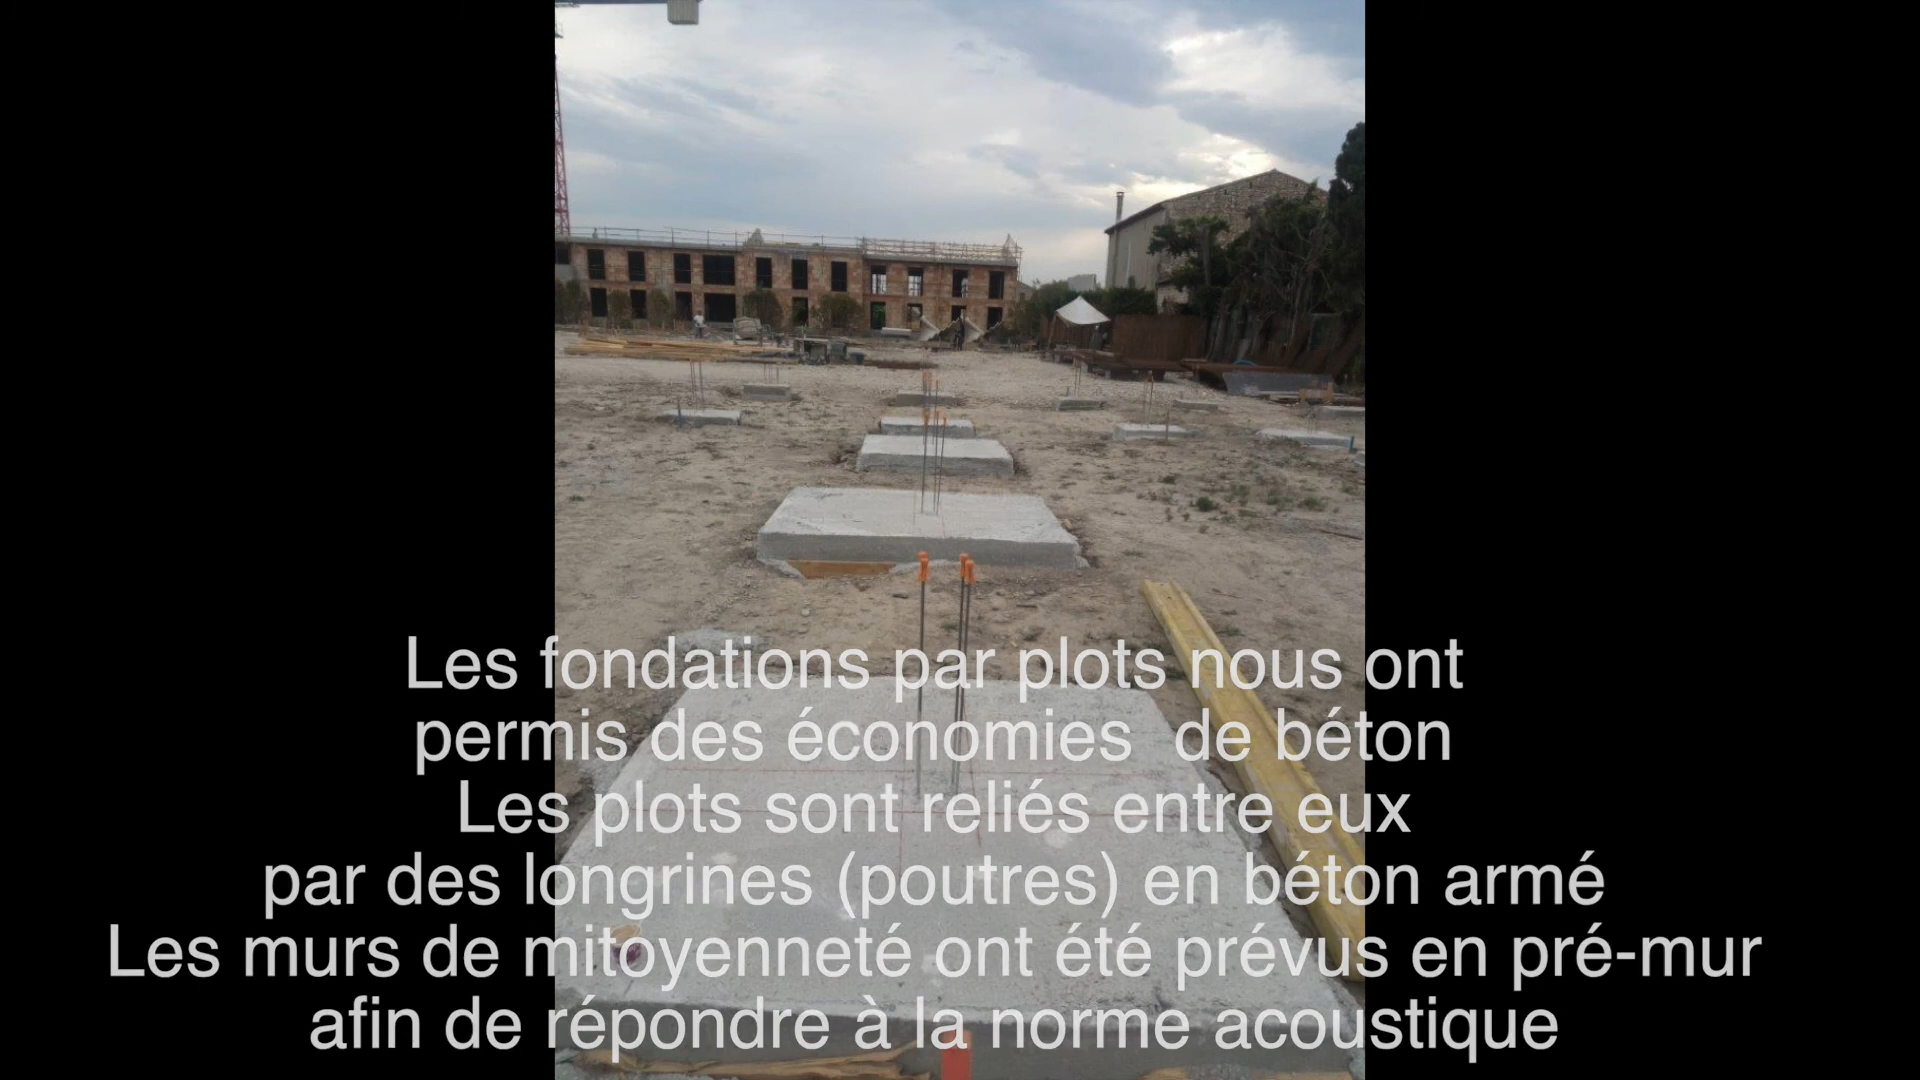 Les fondations par plots nous ont
permis des économies  de béton
Les plots sont reliés entre eux
par des longrines (poutres) en béton armé
Les murs de mitoyenneté ont été prévus en pré-mur
afin de répondre à la norme acoustique